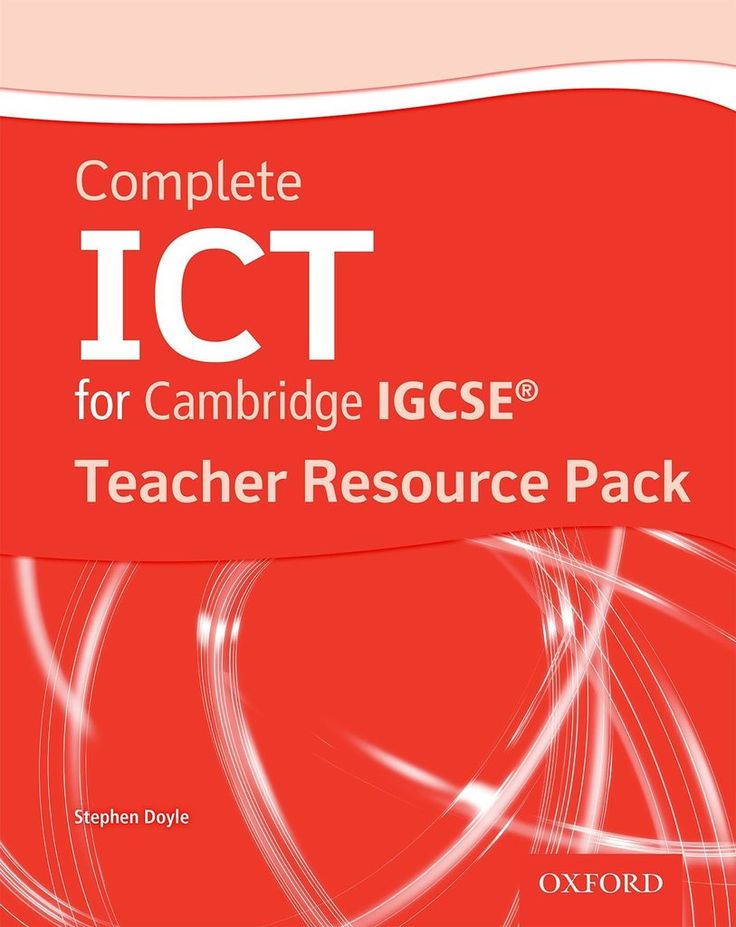 Complete
ICT
for Cambridge IGCSE®
Teacher Resource Pack
Stephen Doyle
OXFORD